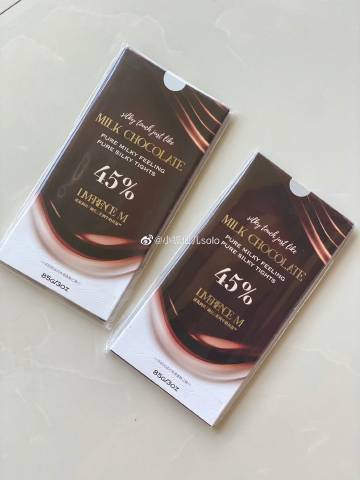 silky touch just like
MILK CHOCOLATE
PURE MILKY FEELING
PURE SILKY TIGHTS
45%
85G/3OZ
silky touch just like
MILK CHOCOLATE
PURE MILKY FEELING
PURE SILKY TIGHTS
45%
85G/3OZ